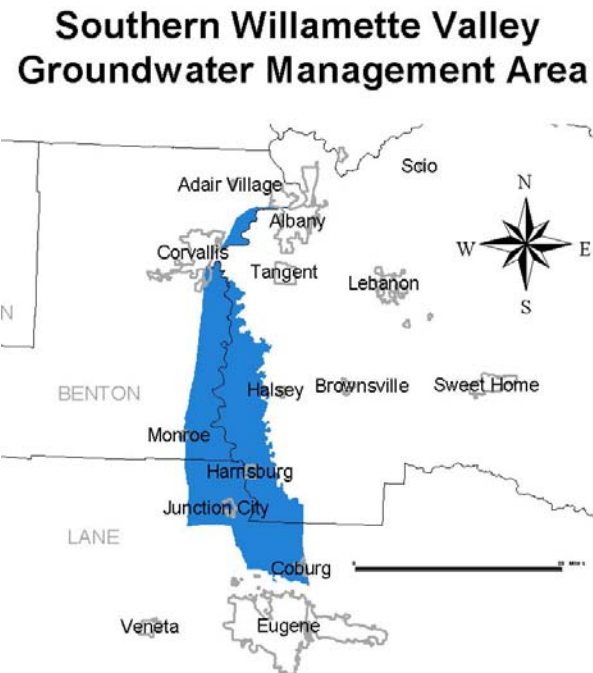 Southern Willamette Valley
Groundwater Management Area
Scio
Adair Village
N
Albany
Corvallis
W
E
Tangent
Lebanon
S
N
BENTON
Halsey
Brownsville
Sweet Home
Monroe
Harrisburg
Junction City
LANE
Coburg
Veneta
Eugene